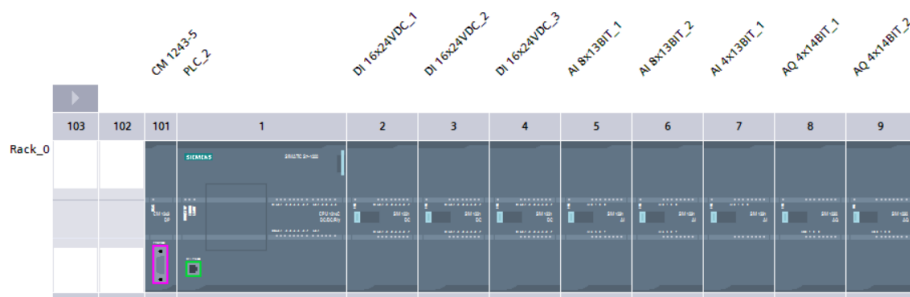 CM 1243-5
PLC_2
DI 16x24VDC_1
DI 16x24VDC_2
DI 16x24VDC_3
AI 8x13BIT_1
AI 8x13BIT_2
AI 4x13BIT_1
AQ 4x14BIT_1
AQ 4x14BIT_2
103 102 101 1 2 3 4 5 6 7 8 9
Rack_0
SIEMENS